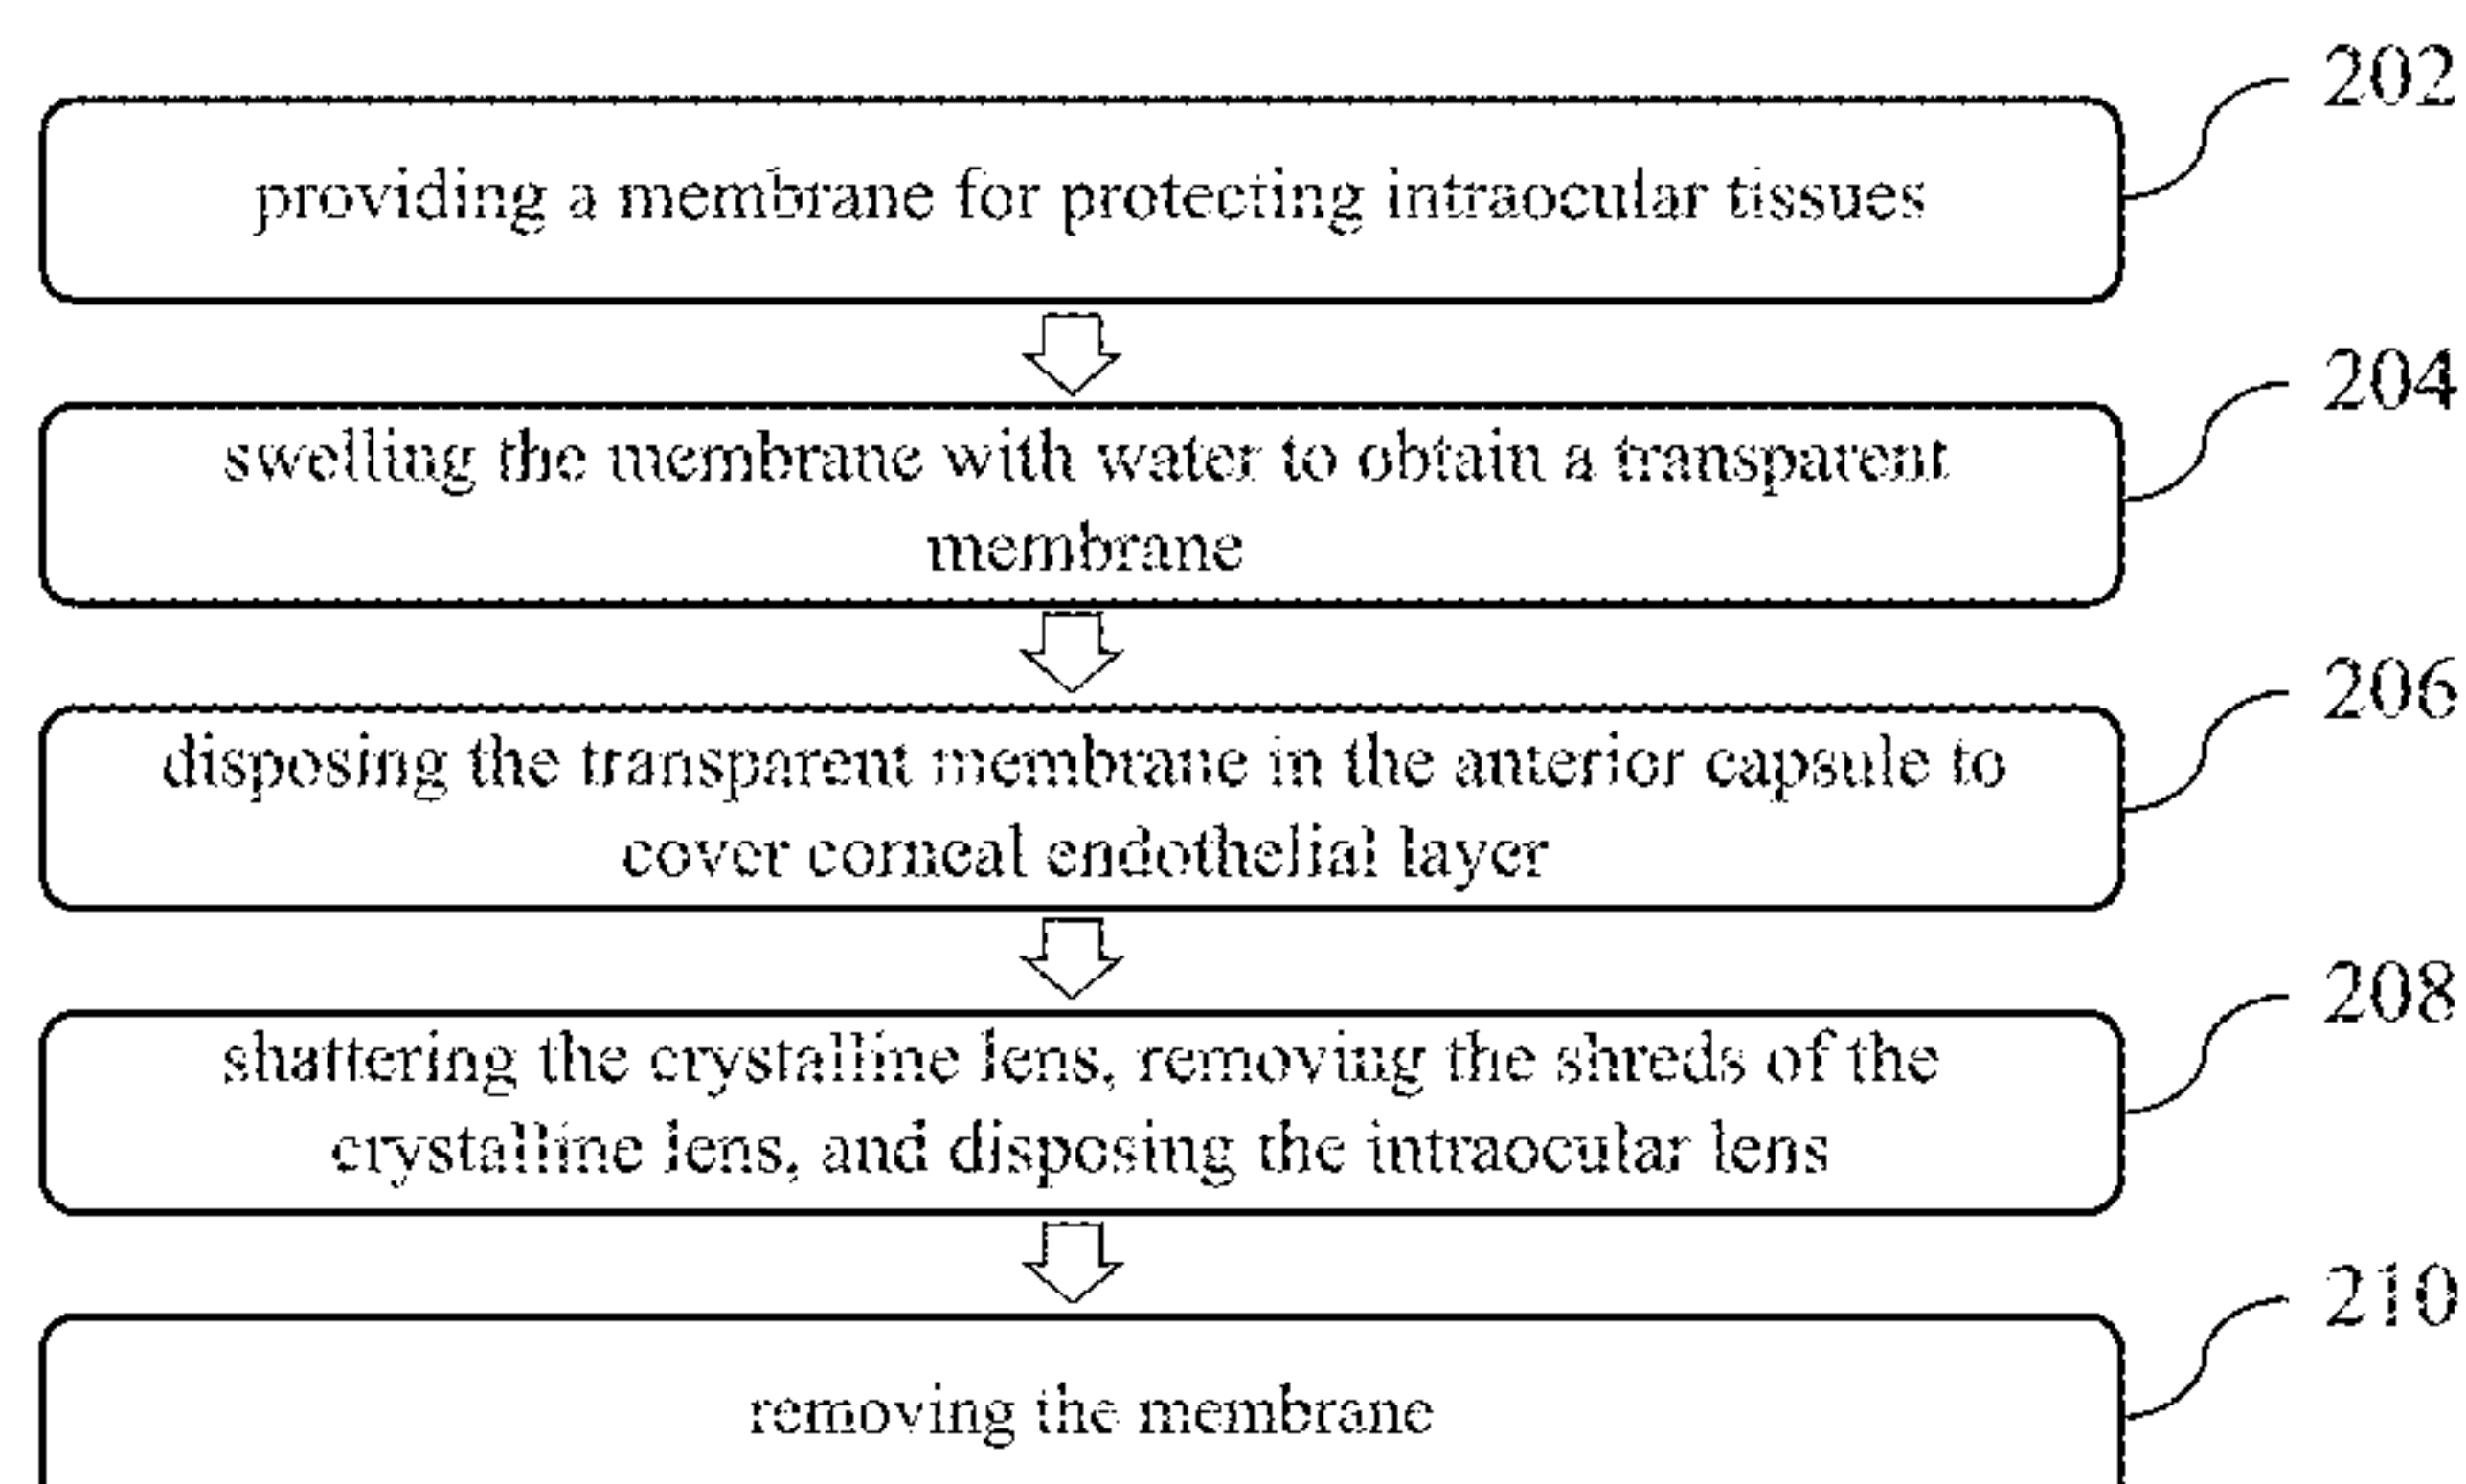 202
providing a membrane for protecting intraocular tissues
204
swelling the membrane with water to obtain a transparent
membrane
206
disposing the transparent membrane in the anterior capsule to
cover corneal endothelial layer
208
shattering the crystalline lens, removing the shreds of the
crystalline lens, and disposing the intraocular lens
210
removing the membrane